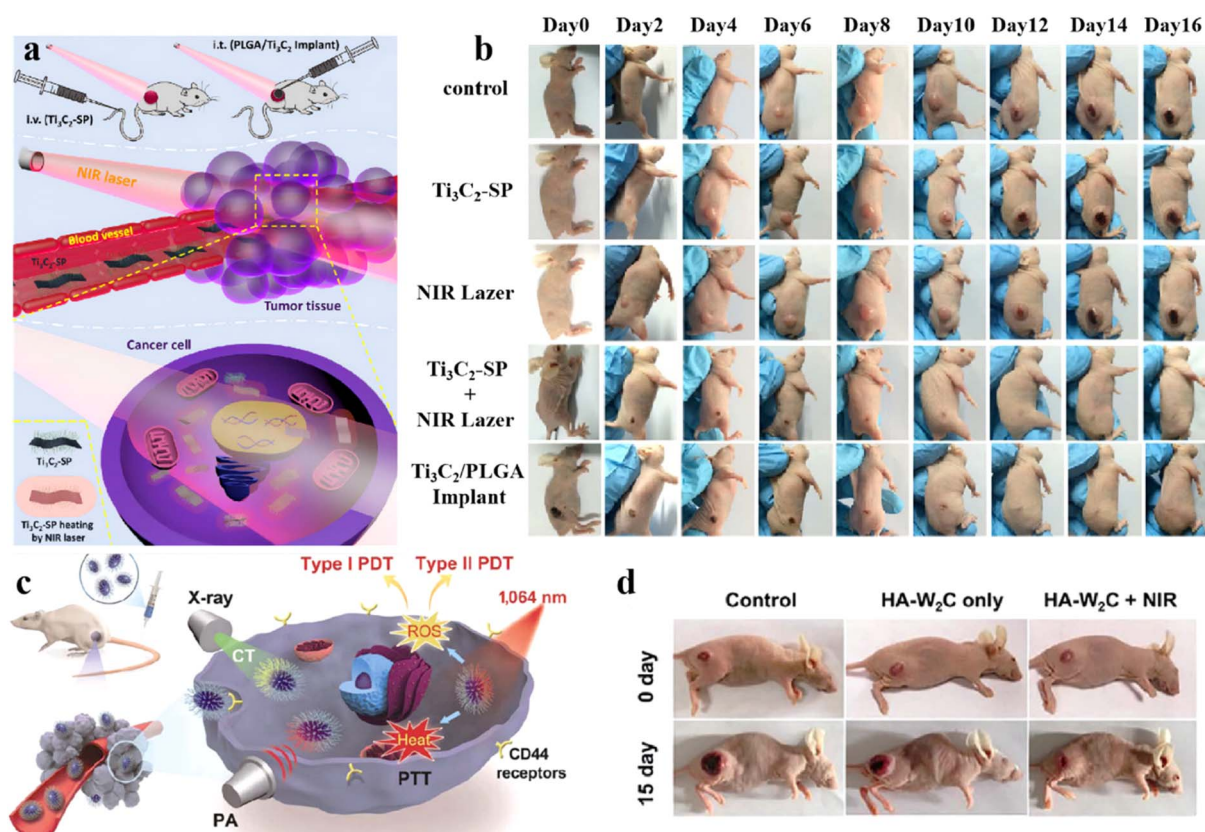 a
i.t. (PLGA/Ti₃C₂ Implant)
I.v. (Ti₃C₂-SP)
NIR laser
Blood vessel
Ti₃C₂-SP
Tumor tissue
Cancer cell
Ti₃C₂-SP
Ti₃C₂-SP heating
by NIR laser
b
Day0 Day2 Day4 Day6 Day8 Day10 Day12 Day14 Day16
control
Ti₃C₂-SP
NIR Lazer
Ti₃C₂-SP
+
NIR Lazer
Ti₃C₂/PLGA
Implant
c
Type I PDT Type II PDT
X-ray
1,064 nm
ROS
CT
Heat
CD44
receptors
PTT
PA
d
Control HA-W₂C only HA-W₂C + NIR
0 day
15 day